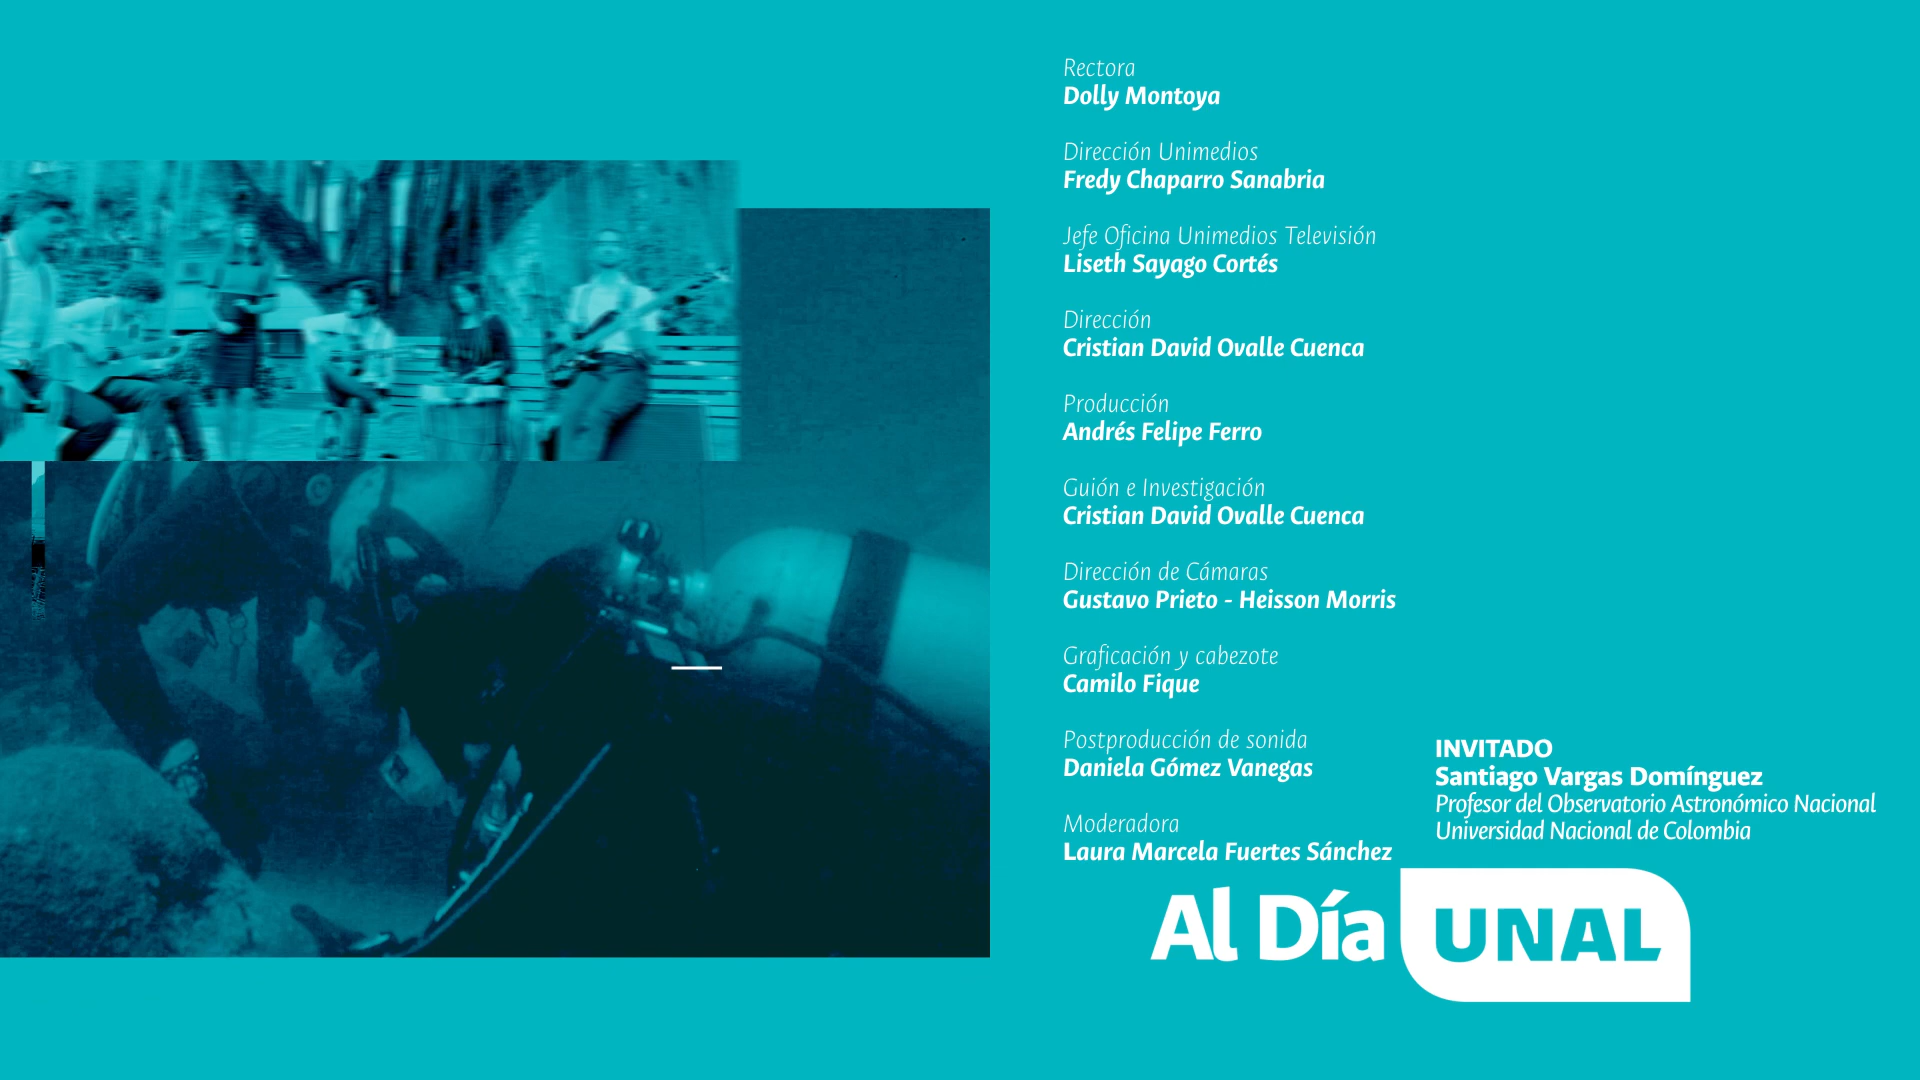 Rectora
Dolly Montoya
Dirección Unimedios
Fredy Chaparro Sanabria
Jefe Oficina Unimedios Televisión
Liseth Sayago Cortés
Dirección
Cristian David Ovalle Cuenca
Producción
Andrés Felipe Ferro
Guión e Investigación
Cristian David Ovalle Cuenca
Dirección de Cámaras
Gustavo Prieto - Heisson Morris
Graficación y cabezote
Camilo Fique
Postproducción de sonida
Daniela Gómez Vanegas
Moderadora
Laura Marcela Fuertes Sánchez
INVITADO
Santiago Vargas Domínguez
Profesor del Observatorio Astronómico Nacional
Universidad Nacional de Colombia
Al Día UNAL